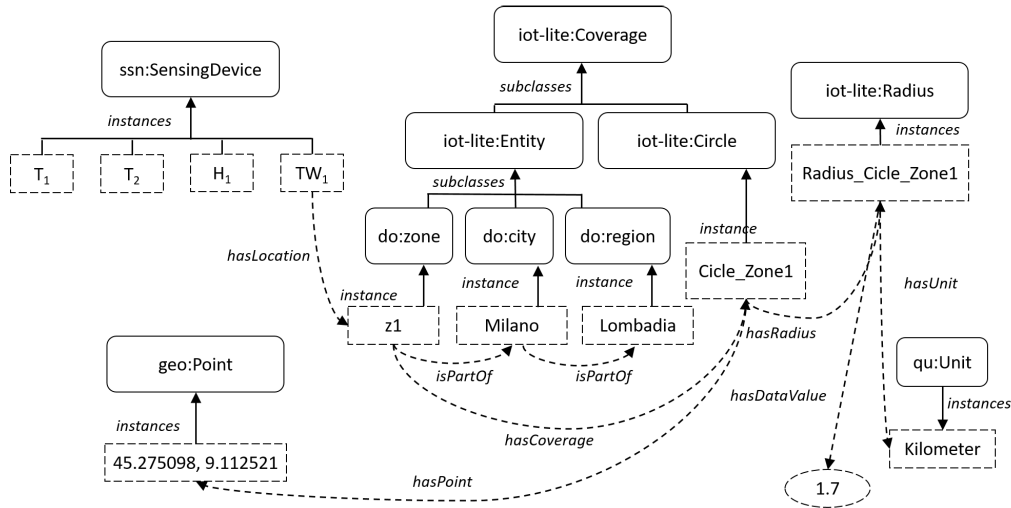 iot-lite:Coverage
ssn:SensingDevice
subclasses
iot-lite:Radius
instances
iot-lite:Entity
iot-lite:Circle
instances
T1
T2
H1
TW1
subclasses
Radius_Cicle_Zone1
do:zone
do:city
do:region
instance
hasLocation
Cicle_Zone1
instance
instance
instance
hasUnit
z1
Milano
Lombadia
hasRadius
geo:Point
isPartOf
isPartOf
qu:Unit
hasDataValue
instances
instances
hasCoverage
45.275098, 9.112521
Kilometer
hasPoint
1.7